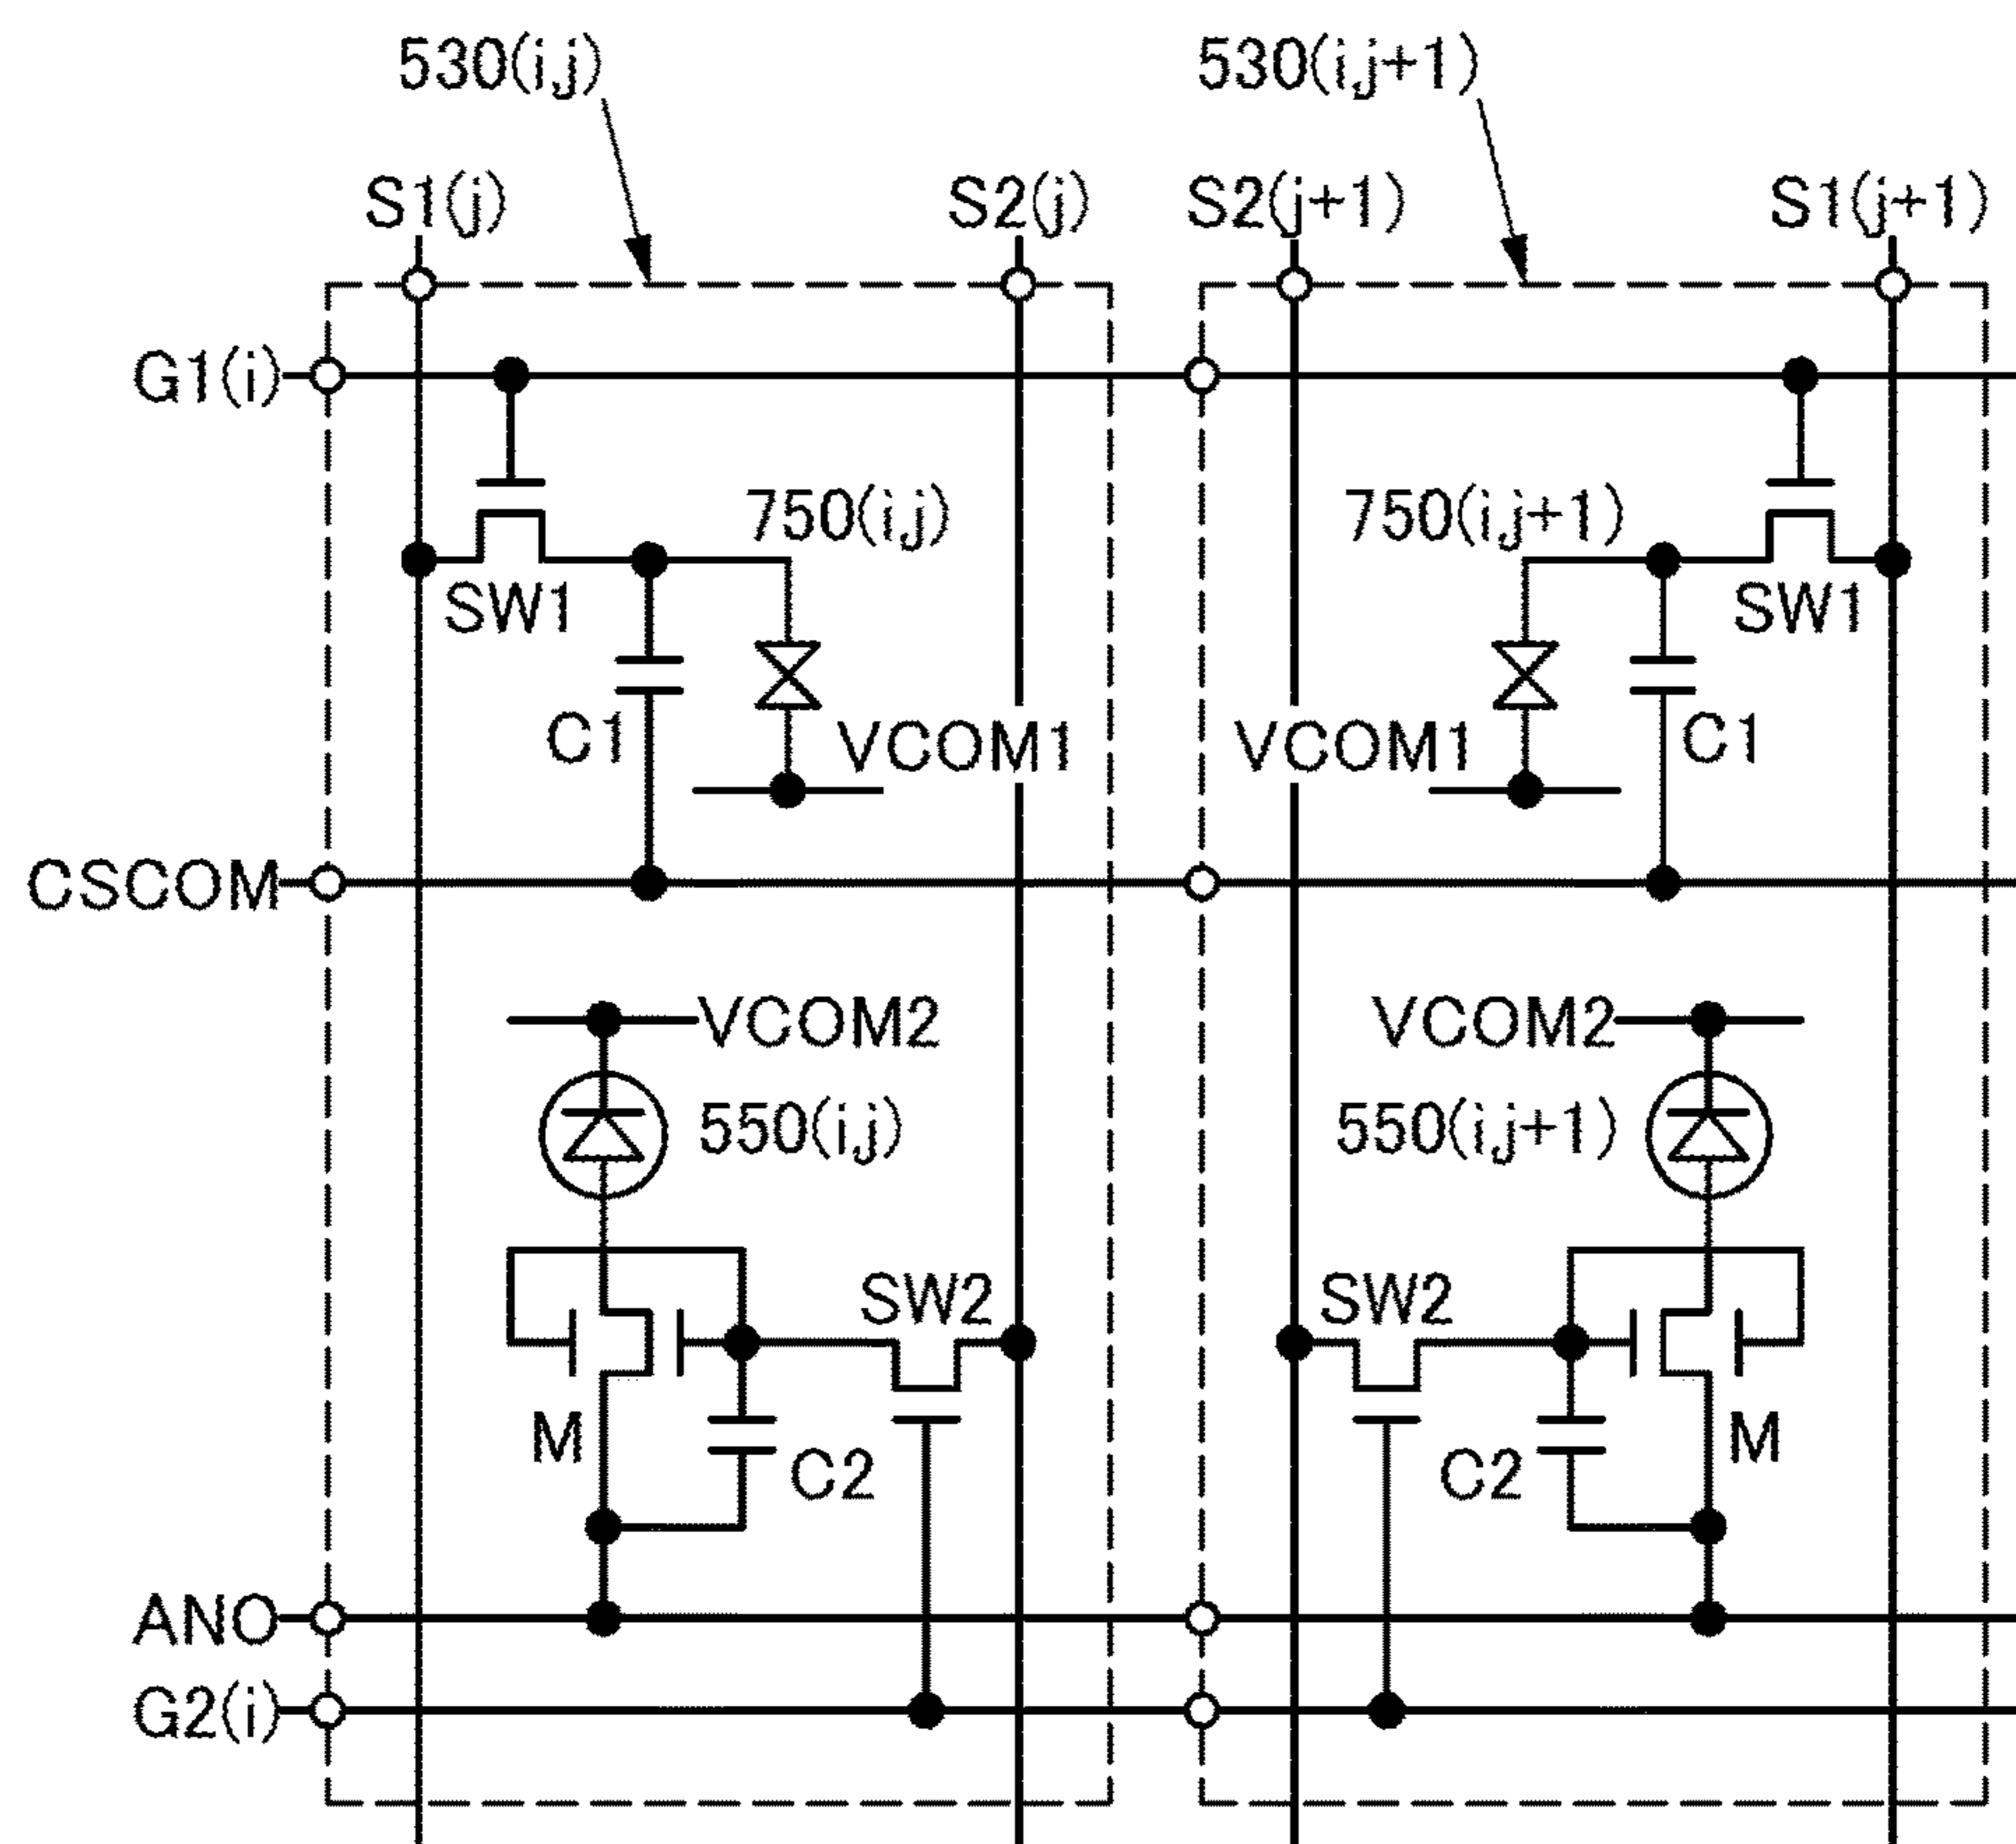 530(i,j) 530(i,j+1)
S1(j) S2(j) S2(j+1) S1(j+1)
G1(i)
750(i,j) 750(i,j+1)
SW1 SW1
C1 VCOM1 VCOM1 C1
CSCOM
VCOM2 VCOM2
550(i,j) 550(i,j+1)
SW2 SW2
M C2 C2 M
ANO
G2(i)